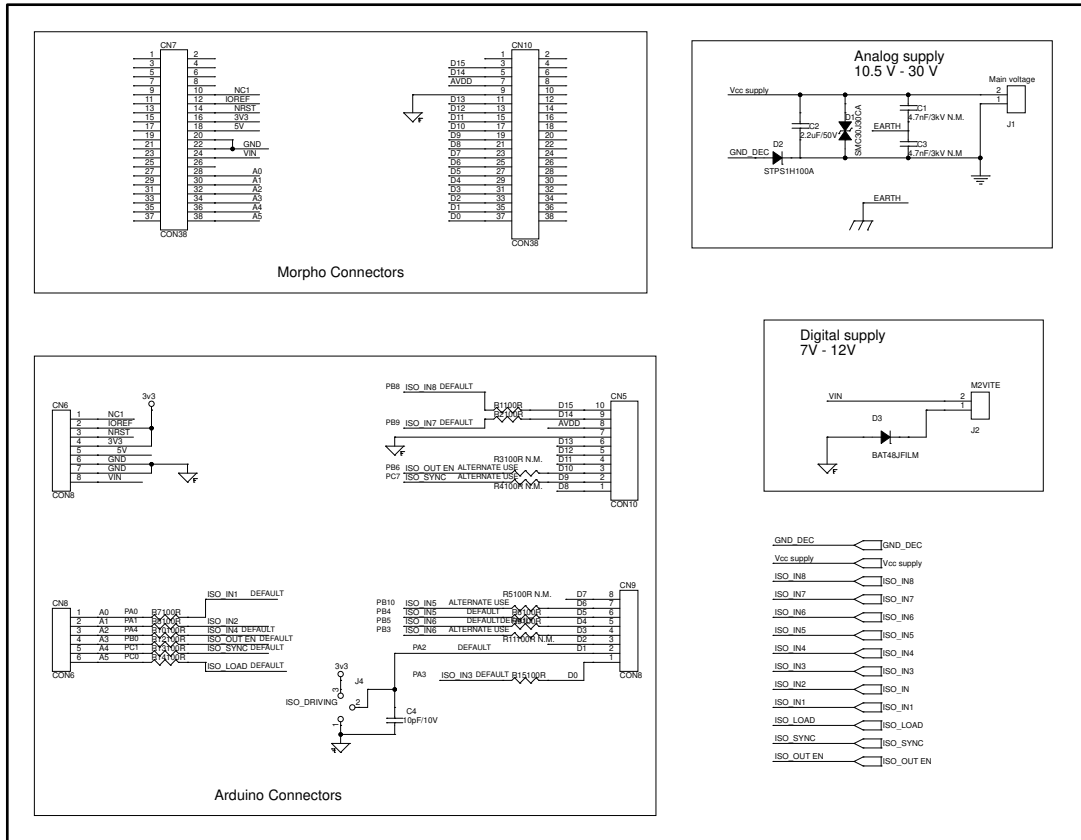 CN7
1 2
3 4
5 6
7 8
9 10 NC1
11 12 IOREF
13 14 NRST
15 16 3V3
17 18 5V
19 20
21 22 GND
23 24 VIN
25 26
27 28 A0
29 30 A1
31 32 A2
33 34 A3
35 36 A4
37 38 A5
CON38
CN10
1 2
D15 3 4
D14 5 6
AVDD 7 8
9 10
D13 11 12
D12 13 14
D11 15 16
D10 17 18
D9 19 20
D8 21 22
D7 23 24
D6 25 26
D5 27 28
D4 29 30
D3 31 32
D2 33 34
D1 35 36
D0 37 38
CON38
Morpho Connectors
Analog supply
10.5 V - 30 V
Main voltage
Vcc supply
2
1
J1
C1
4.7nF/3kV N.M.
D1
SMC30J30CA
C2
2.2uF/50V
EARTH
C3
4.7nF/3kV N.M
GND_DEC
D2
STPS1H100A
EARTH
Digital supply
7V - 12V
M2VITE
VIN
2
1
D3
J2
BAT48JFILM
3v3
CN6
1 NC1
2 IOREF
3 NRST
4 3V3
5 5V
6 GND
7 GND
8 VIN
CON8
PB8 ISO_IN8 DEFAULT
CN5
R1100R D15 10
R2100R D14 9
PB9 ISO_IN7 DEFAULT
AVDD 8
7
D13 6
D12 5
R3100R N.M. D11 4
PB6 ISO_OUT EN ALTERNATE USE D10 3
PC7 ISO_SYNC ALTERNATE USE D9 2
R4100R N.M. D8 1
CON10
CN8
ISO_IN1 DEFAULT
1 A0 PA0 R7100R
2 A1 PA1 ISO_IN2
3 A2 PA4 R10100R ISO_IN4 DEFAULT
4 A3 PB0 R12100R ISO_OUT EN DEFAULT
5 A4 PC1 R13100R ISO_SYNC DEFAULT
6 A5 PC0 R14100R
ISO_LOAD DEFAULT
CON6
CN9
R5100R N.M. D7 8
PB10 ISO_IN5 ALTERNATE USE D6 7
PB4 ISO_IN5 DEFAULT D5 6
PB5 ISO_IN6 DEFAULT D4 5
PB3 ISO_IN6 ALTERNATE USE D3 4
R11100R N.M. D2 3
PA2 DEFAULT D1 2
1
CON8
PA3 ISO_IN3 DEFAULT R15100R D0
3v3
J4
3
ISO_DRIVING
2
1
C4
10pF/10V
Arduino Connectors
GND_DEC GND_DEC
Vcc supply Vcc supply
ISO_IN8 ISO_IN8
ISO_IN7 ISO_IN7
ISO_IN6 ISO_IN6
ISO_IN5 ISO_IN5
ISO_IN4 ISO_IN4
ISO_IN3 ISO_IN3
ISO_IN2 ISO_IN
ISO_IN1 ISO_IN1
ISO_LOAD ISO_LOAD
ISO_SYNC ISO_SYNC
ISO_OUT EN ISO_OUT EN